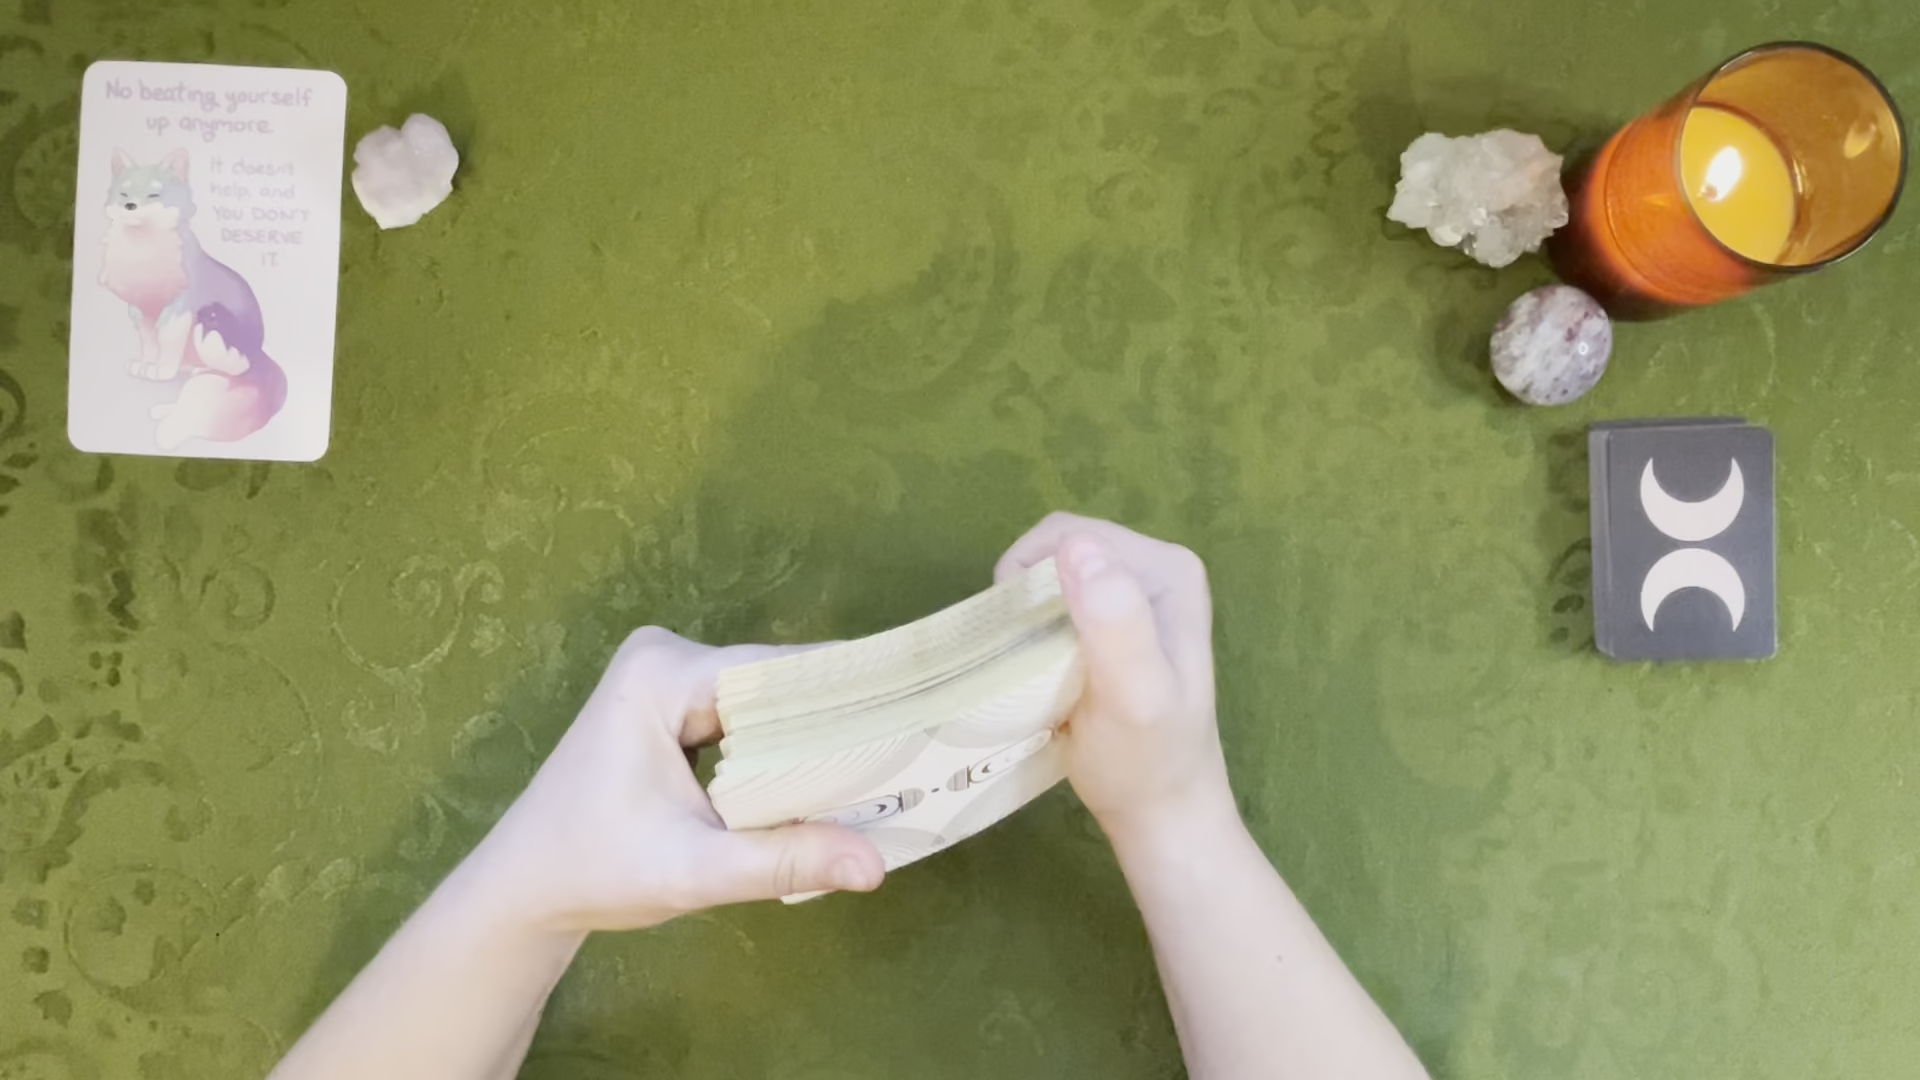 No beating yourself
up anymore.
It doesn't
help, and
YOU DON'T
DESERVE
IT.